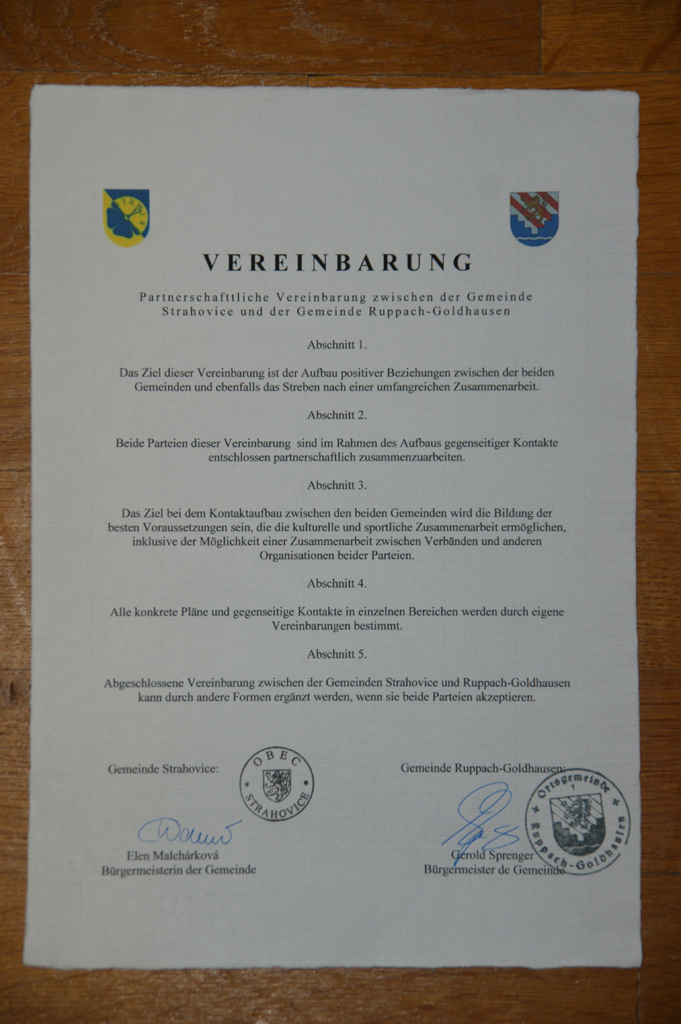 VEREINBARUNG
Partnerschafttliche Vereinbarung zwischen der Gemeinde
Strahovice und der Gemeinde Ruppach-Goldhausen
Abschnitt 1.
Das Ziel dieser Vereinbarung ist der Aufbau positiver Beziehungen zwischen der beiden
Gemeinden und ebenfalls das Streben nach einer umfangreichen Zusammenarbeit.
Abschnitt 2.
Beide Parteien dieser Vereinbarung sind im Rahmen des Aufbaus gegenseitiger Kontakte
entschlossen partnerschaftlich zusammenzuarbeiten.
Abschnitt 3.
Das Ziel bei dem Kontaktaufbau zwischen den beiden Gemeinden wird die Bildung der
besten Voraussetzungen sein, die die kulturelle und sportliche Zusammenarbeit ermöglichen,
inklusive der Möglichkeit einer Zusammenarbeit zwischen Verbänden und anderen
Organisationen beider Parteien.
Abschnitt 4.
Alle konkrete Pläne und gegenseitige Kontakte in einzelnen Bereichen werden durch eigene
Vereinbarungen bestimmt.
Abschnitt 5.
Abgeschlossene Vereinbarung zwischen der Gemeinden Strahovice und Ruppach-Goldhausen
kann durch andere Formen ergänzt werden, wenn sie beide Parteien akzeptieren.
Gemeinde Strahovice:
OBEC
STRAHOVICE
Elen Malchárková
Bürgermeisterin der Gemeinde
Gemeinde Ruppach-Goldhausen:
Ortsgemeinde
1
Ruppach-Goldhausen
Gerold Sprenger
Bürgermeister de Gemeinde